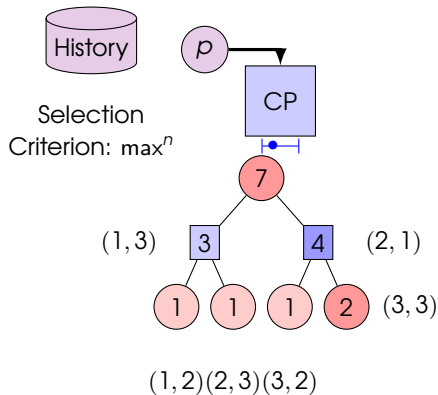 History
p
CP
Selection
Criterion: maxⁿ
7
(1, 3) 3 4 (2, 1)
1 1 1 2 (3, 3)
(1, 2)(2, 3)(3, 2)